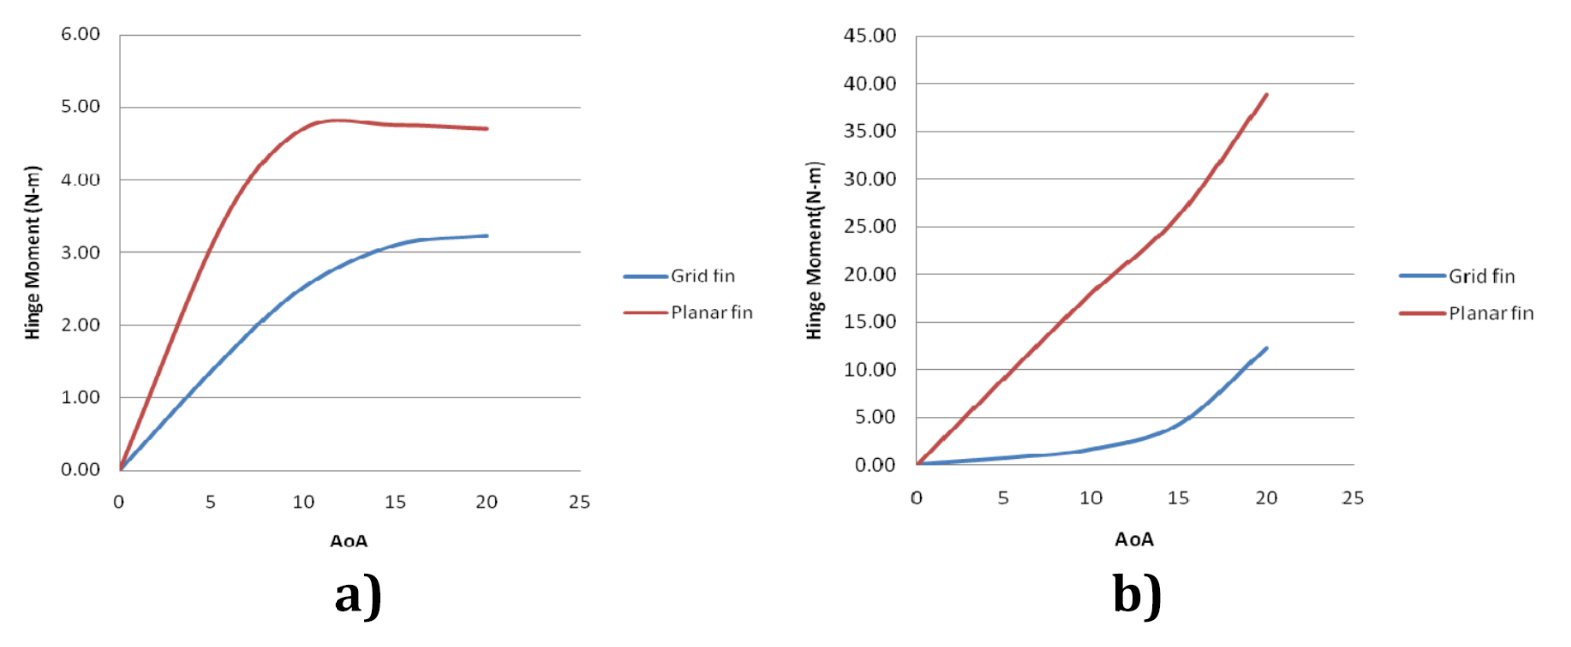 6.00
5.00
4.00
3.00
2.00
1.00
0.00
0 5 10 15 20 25
Hinge Moment (N-m)
AoA
Grid fin
Planar fin
a)
45.00
40.00
35.00
30.00
25.00
20.00
15.00
10.00
5.00
0.00
0 5 10 15 20 25
Hinge Moment(N-m)
AoA
Grid fin
Planar fin
b)